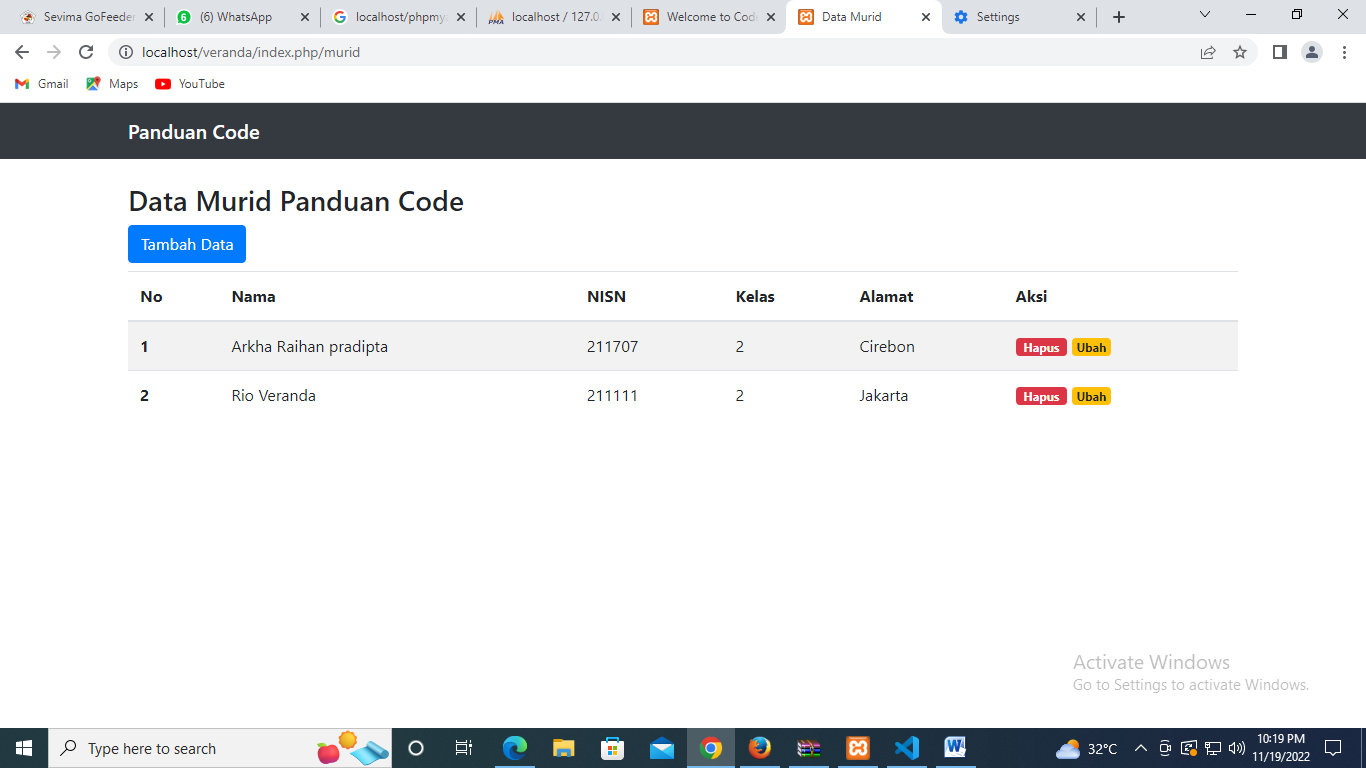 Sevima GoFeeder
(6) WhatsApp
localhost/phpmy
localhost / 127.0.
Welcome to Cod
Data Murid
Settings
localhost/veranda/index.php/murid
Gmail
Maps
YouTube
Panduan Code
Data Murid Panduan Code
Tambah Data
No Nama NISN Kelas Alamat Aksi
1 Arkha Raihan pradipta 211707 2 Cirebon Hapus Ubah
2 Rio Veranda 211111 2 Jakarta Hapus Ubah
Activate Windows
Go to Settings to activate Windows.
Type here to search
32°C
10:19 PM
11/19/2022